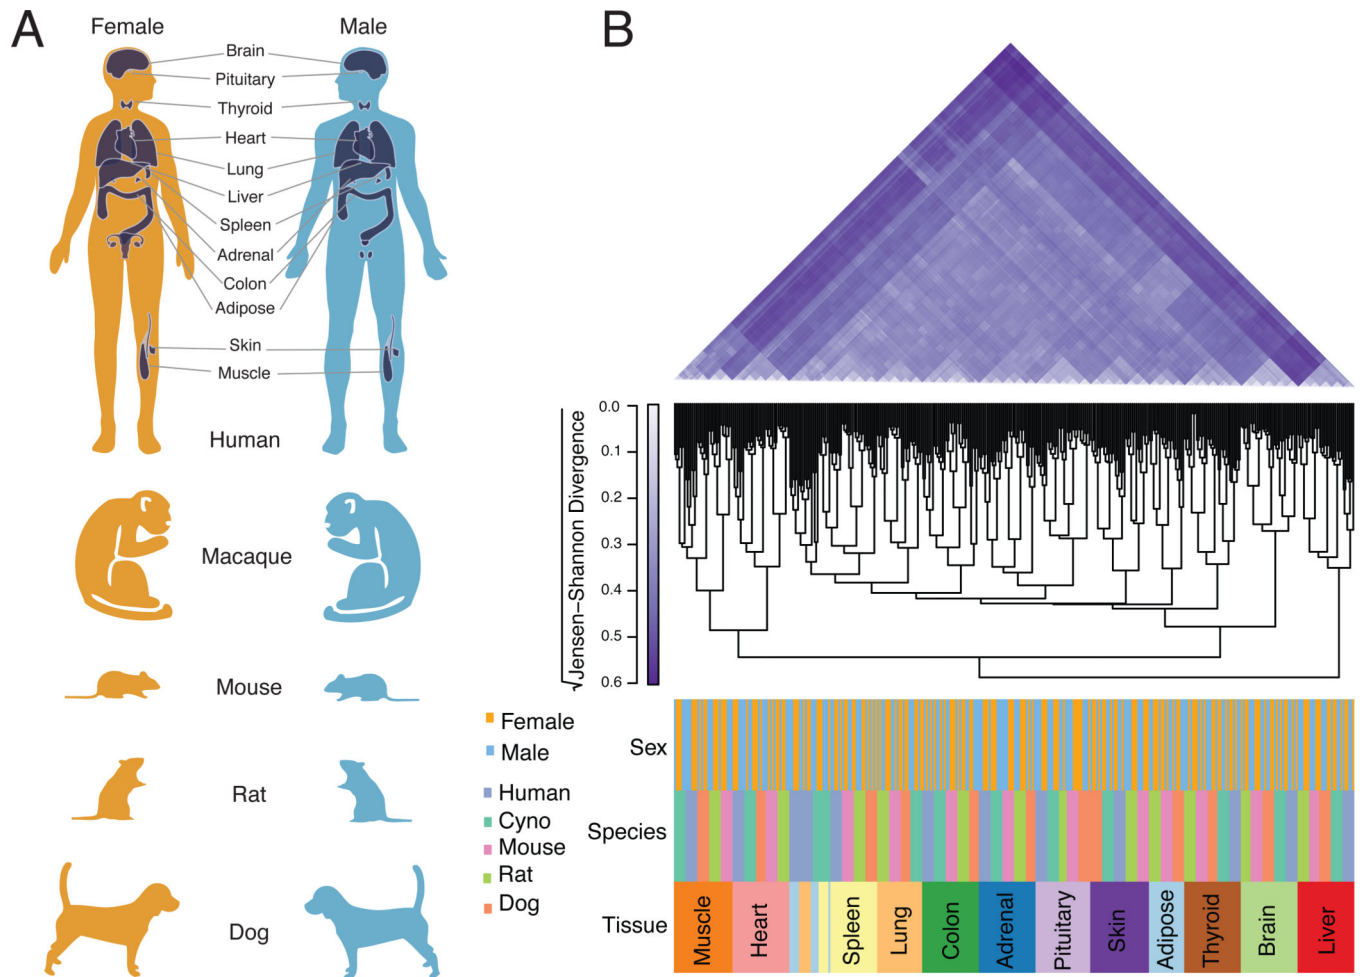 A
Female
Male
Brain
Pituitary
Thyroid
Heart
Lung
Liver
Spleen
Adrenal
Colon
Adipose
Skin
Muscle
Human
Macaque
Mouse
Rat
Dog
B
√Jensen−Shannon Divergence
0.0
0.1
0.2
0.3
0.4
0.5
0.6
Female
Male
Human
Cyno
Mouse
Rat
Dog
Sex
Species
Tissue
Muscle
Heart
Spleen
Lung
Colon
Adrenal
Pituitary
Skin
Adipose
Thyroid
Brain
Liver